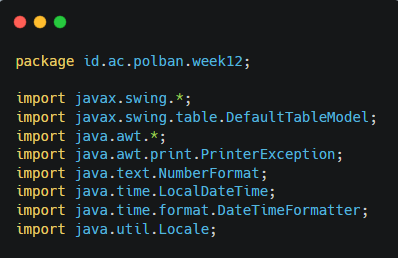 package id.ac.polban.week12;
import javax.swing.*;
import javax.swing.table.DefaultTableModel;
import java.awt.*;
import java.awt.print.PrinterException;
import java.text.NumberFormat;
import java.time.LocalDateTime;
import java.time.format.DateTimeFormatter;
import java.util.Locale;